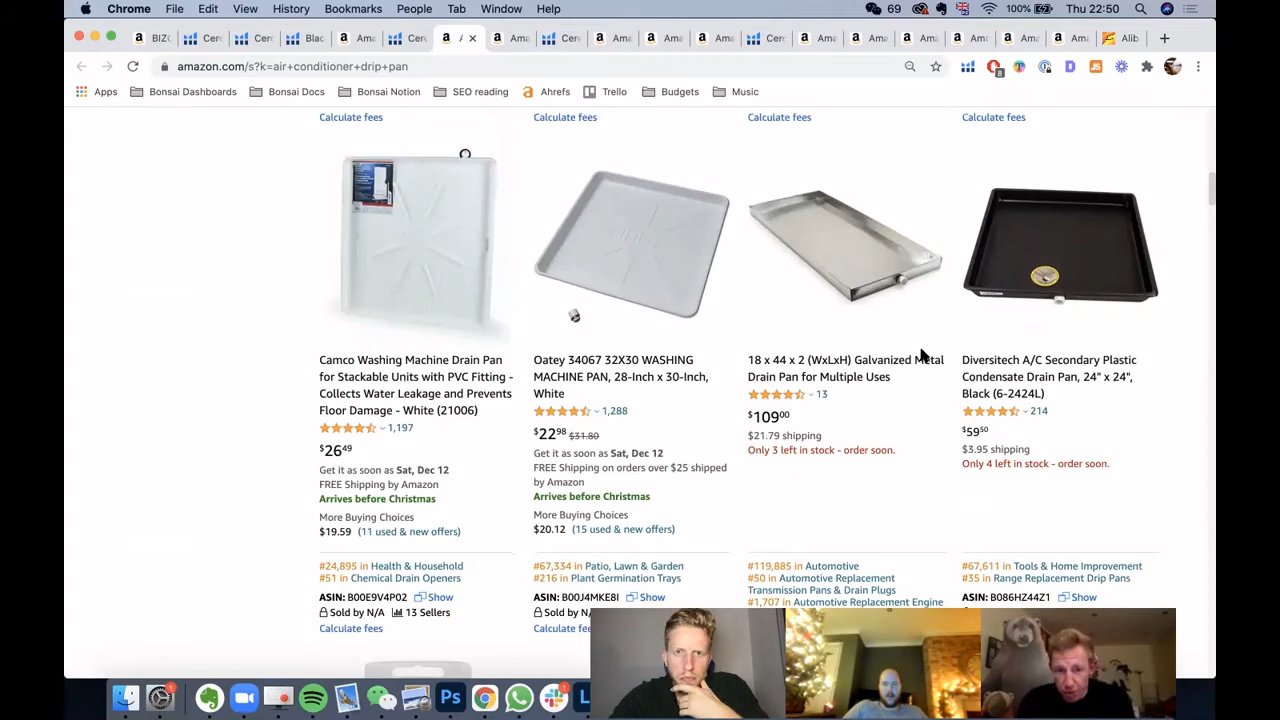 Chrome File Edit View History Bookmarks People Tab Window Help 69 100% Thu 22:50
BIZ Cer Cer Blac Ama Cer A Ama Cer Ama Ama Ama Cer Ama Ama Ama Ama Ama Ama Alib
amazon.com/s?k=air+conditioner+drip+pan
Apps Bonsai Dashboards Bonsai Docs Bonsai Notion SEO reading Ahrefs Trello Budgets Music
Calculate fees Calculate fees Calculate fees Calculate fees
Camco Washing Machine Drain Pan
for Stackable Units with PVC Fitting -
Collects Water Leakage and Prevents
Floor Damage - White (21006)
1,197
$2649
Get it as soon as Sat, Dec 12
FREE Shipping by Amazon
Arrives before Christmas
More Buying Choices
$19.59 (11 used & new offers)
#24,895 in Health & Household
#51 in Chemical Drain Openers
ASIN: B00E9V4P02 Show
Sold by N/A 13 Sellers
Calculate fees
Oatey 34067 32X30 WASHING
MACHINE PAN, 28-Inch x 30-Inch,
White
1,288
$2298 $31.80
Get it as soon as Sat, Dec 12
FREE Shipping on orders over $25 shipped
by Amazon
Arrives before Christmas
More Buying Choices
$20.12 (15 used & new offers)
#67,334 in Patio, Lawn & Garden
#216 in Plant Germination Trays
ASIN: B00J4MKE8I Show
Sold by N
Calculate fee
18 x 44 x 2 (WxLxH) Galvanized Metal
Drain Pan for Multiple Uses
13
$10900
$21.79 shipping
Only 3 left in stock - order soon.
#119,885 in Automotive
#50 in Automotive Replacement
Transmission Pans & Drain Plugs
#1,707 in Automotive Replacement Engine
Diversitech A/C Secondary Plastic
Condensate Drain Pan, 24" x 24",
Black (6-2424L)
214
$5950
$3.95 shipping
Only 4 left in stock - order soon.
#67,611 in Tools & Home Improvement
#35 in Range Replacement Drip Pans
ASIN: B086HZ44Z1 Show